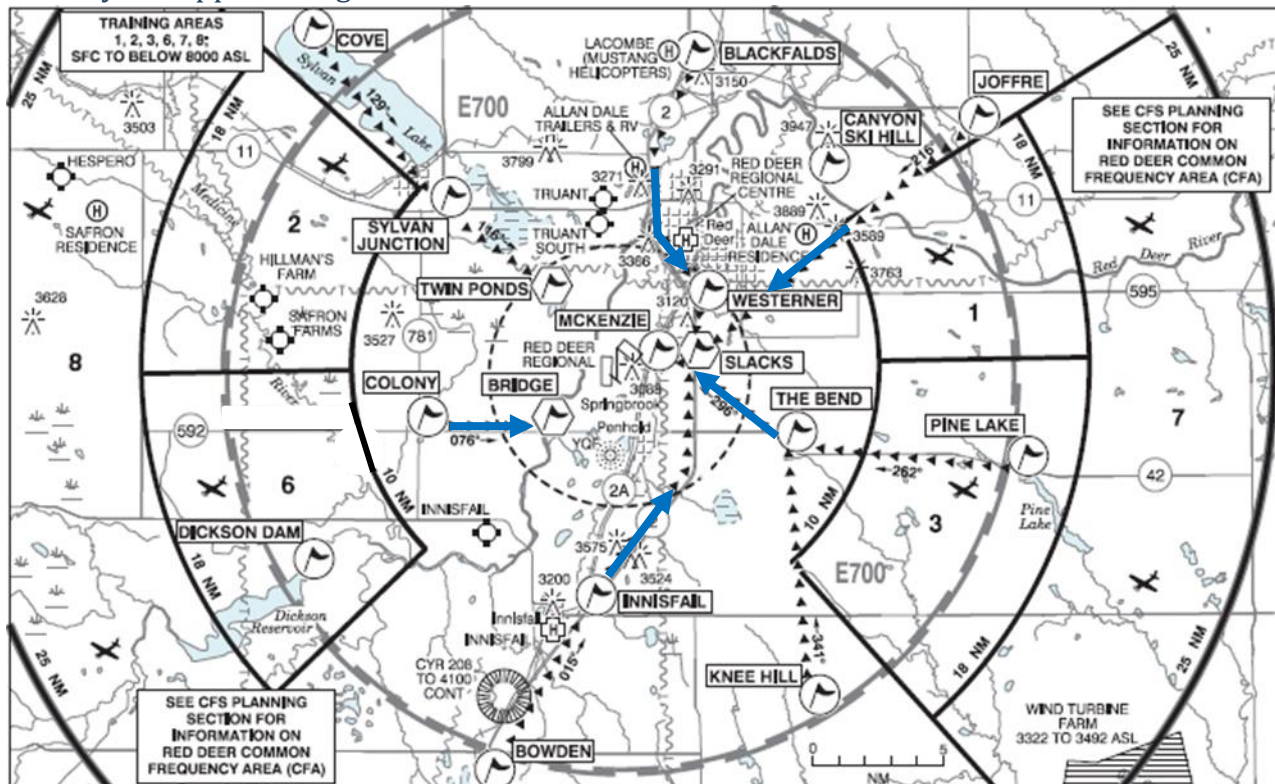 TRAINING AREAS
1, 2, 3, 6, 7, 8;
SFC TO BELOW 8000 ASL
COVE
Sylvan
Lake
129°
E700
LACOMBE
(MUSTANG
HELICOPTERS)
H
BLACKFALDS
3150
2
JOFFRE
25 NM
25 NM
18 NM
18 NM
SEE CFS PLANNING
SECTION FOR
INFORMATION ON
RED DEER COMMON
FREQUENCY AREA (CFA)
3503
11
HESPERO
H
SAFRON
RESIDENCE
Medicine
River
2
ALLAN DALE
TRAILERS & RV
H
3799
3271
TRUANT
TRUANT
SOUTH
3291
RED DEER
REGIONAL
CENTRE
H
Red
Deer
3947
CANYON
SKI HILL
216°
3889
ALLAN
DALE
RESIDENCE
H
3589
11
Red Deer River
SYLVAN
JUNCTION
116°
3366
3763
HILLMAN'S
FARM
TWIN PONDS
3120
WESTERNER
595
3628
SAFRON
FARMS
3527
781
MCKENZIE
1
8
RED DEER
REGIONAL
3088
SLACKS
COLONY
BRIDGE
Springbrook
296°
THE BEND
7
592
076°
Penhold
YQF
PINE LAKE
6
10 NM
2A
262°
42
10 NM
Pine
Lake
INNISFAIL
3
DICKSON DAM
3575
3524
E700
18 NM
3200
INNISFAIL
Dickson
Reservoir
Innisfail
H
INNISFAIL
341°
25 NM
CYR 208
TO 4100
CONT
015°
KNEE HILL
18 NM
25 NM
SEE CFS PLANNING
SECTION FOR
INFORMATION ON
RED DEER COMMON
FREQUENCY AREA (CFA)
WIND TURBINE
FARM
3322 TO 3492 ASL
BOWDEN
0 5
NM